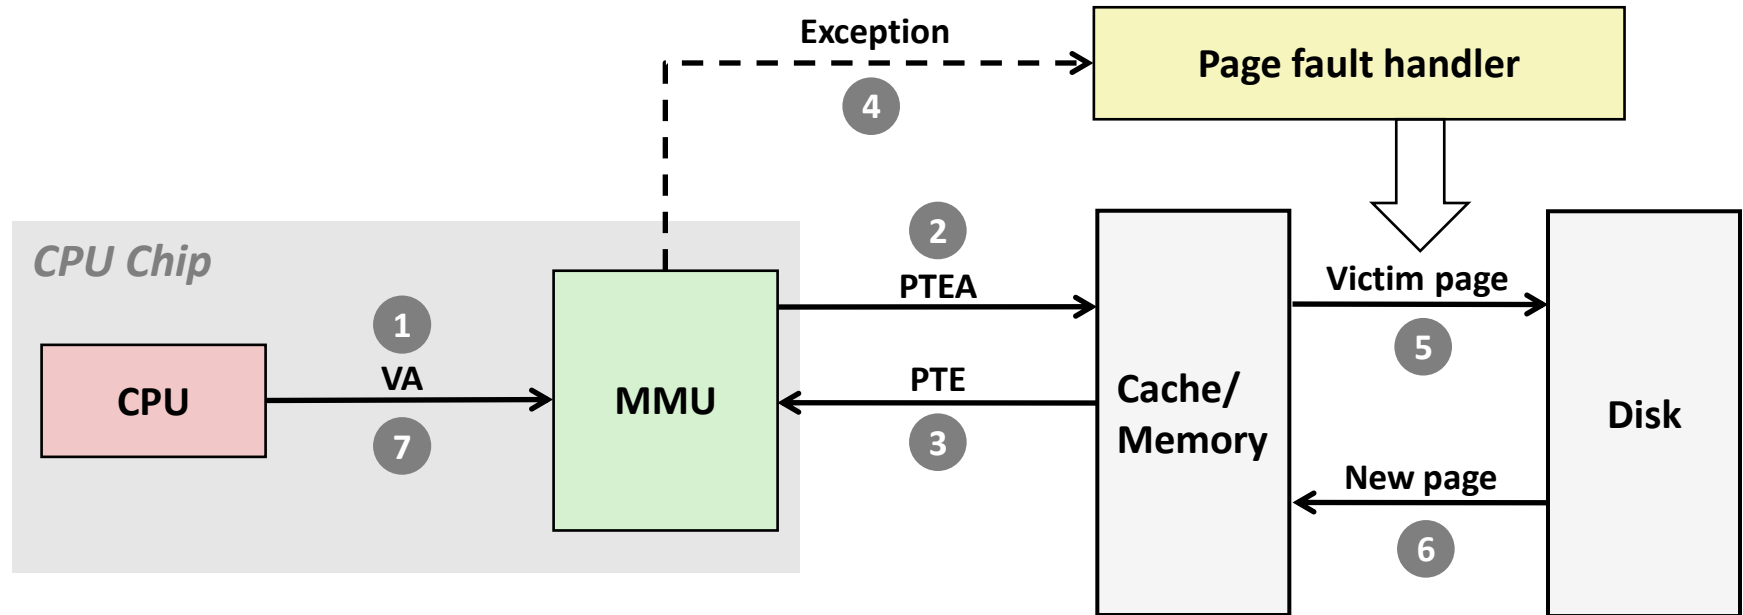 Exception
Page fault handler
4
CPU Chip
2
PTEA
Victim page
1
5
VA
CPU
MMU
PTE
Cache/
Memory
Disk
7
3
New page
6